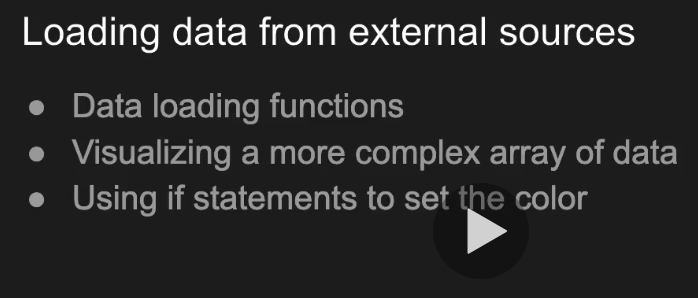 Loading data from external sources
● Data loading functions
● Visualizing a more complex array of data
● Using if statements to set the color